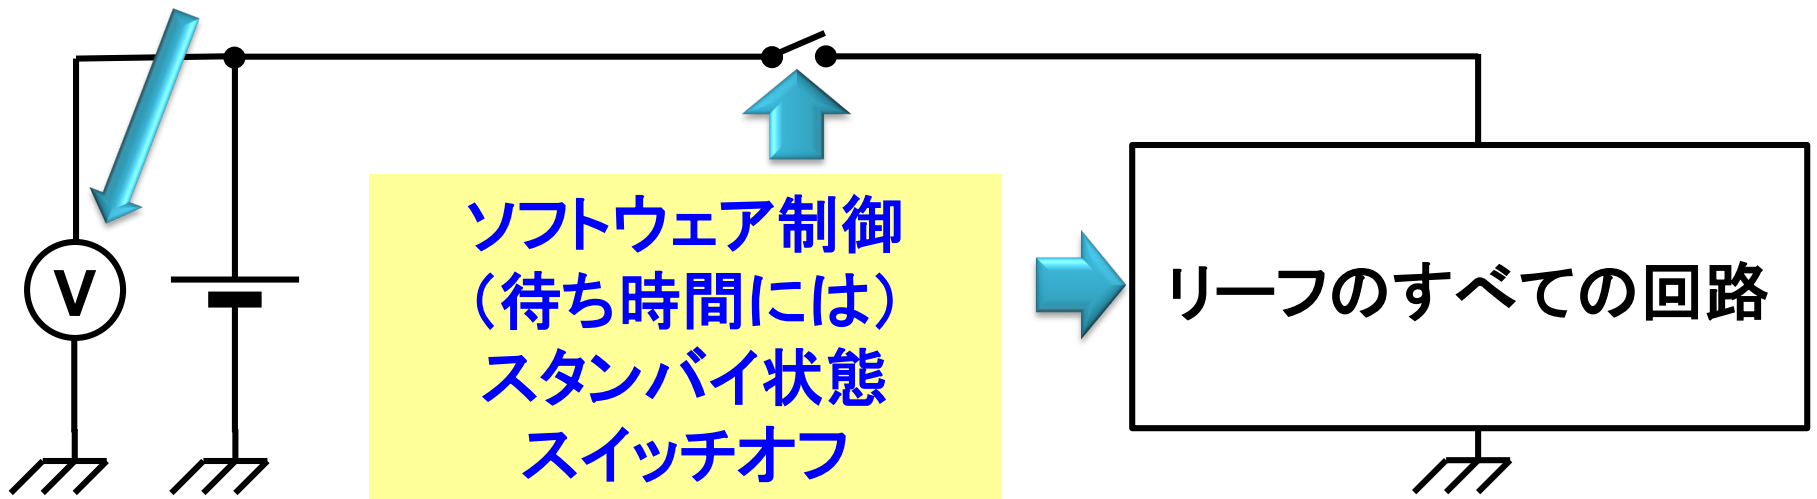 V
ソフトウェア制御
（待ち時間には）
スタンバイ状態
スイッチオフ
リーフのすべての回路